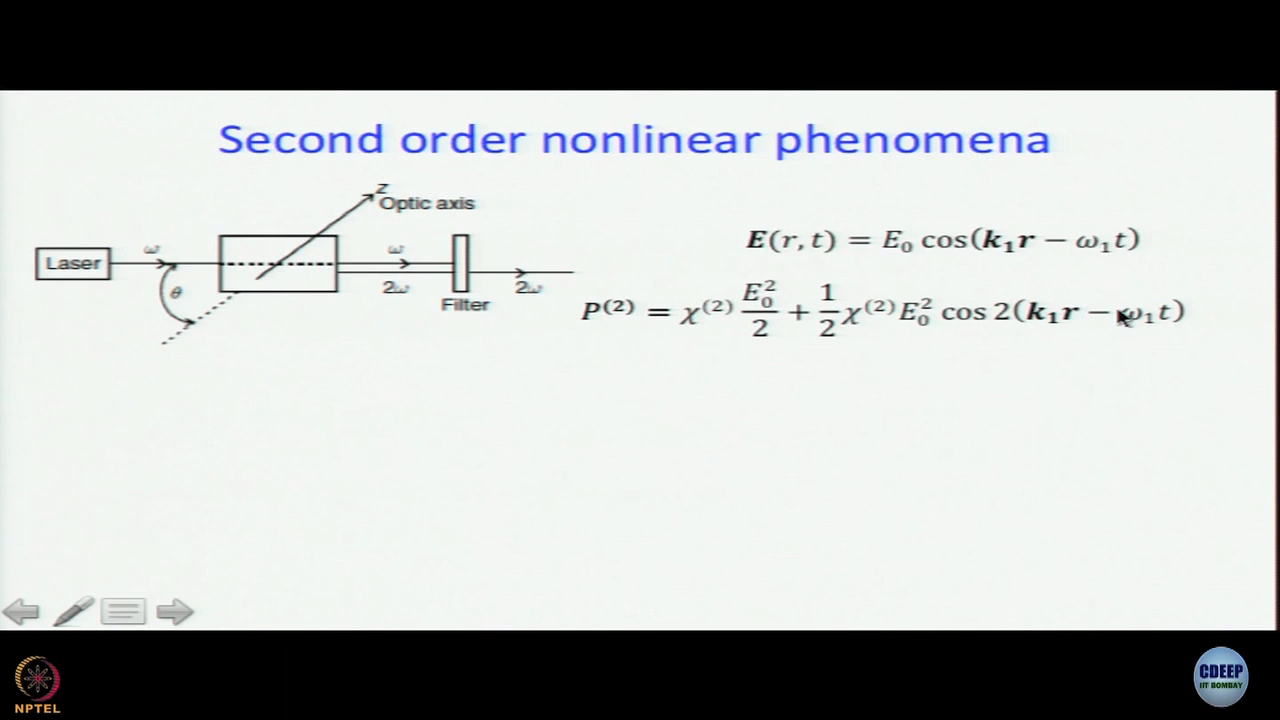 Second order nonlinear phenomena
z
Optic axis
Laser
ω
θ
ω
2ω
Filter
2ω
E(r, t) = E₀ cos(k₁r − ω₁t)
P⁽²⁾ = χ⁽²⁾ E₀²/2 + 1/2 χ⁽²⁾E₀² cos 2(k₁r − ω₁t)
NPTEL
CDEEP
IIT BOMBAY